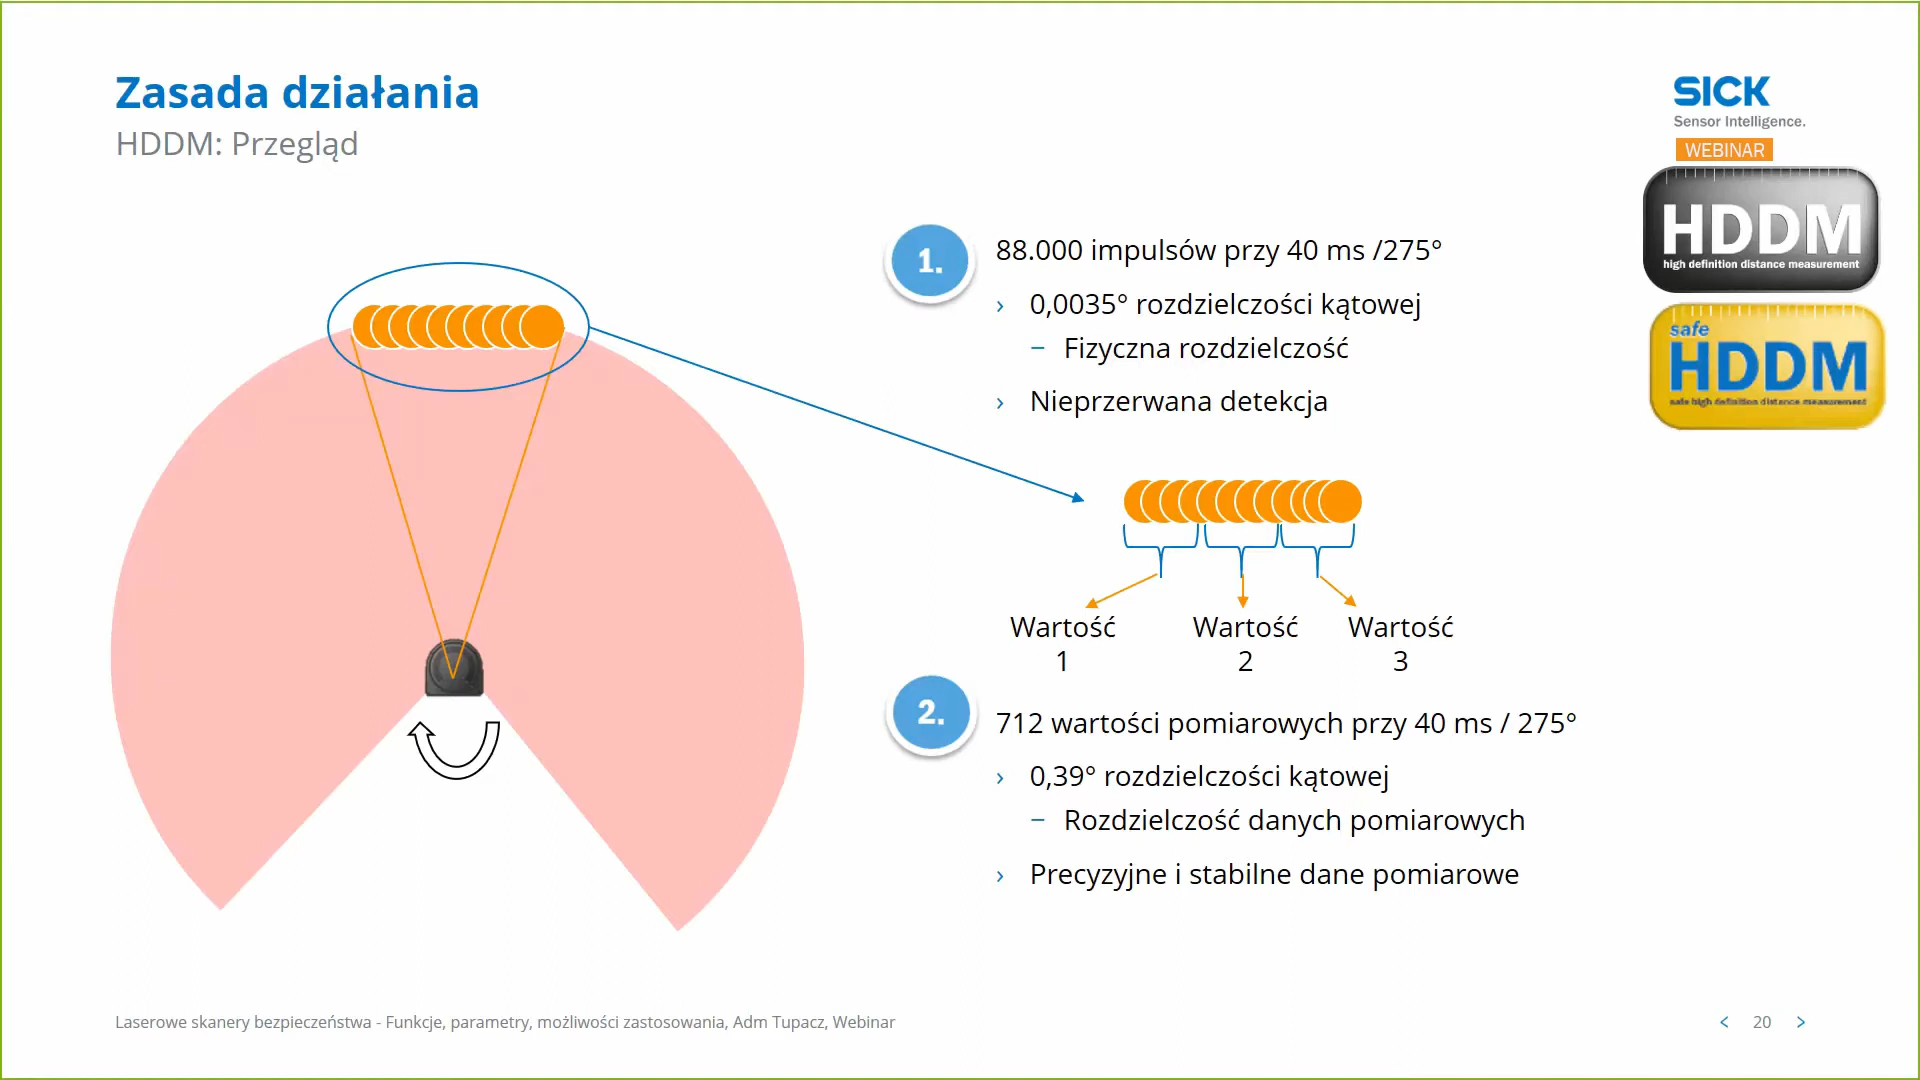 Zasada działania
HDDM: Przegląd
SICK
Sensor Intelligence.
WEBINAR
HDDM
high definition distance measurement
safe
HDDM
safe high definition distance measurement
1.
88.000 impulsów przy 40 ms /275°
› 0,0035° rozdzielczości kątowej
– Fizyczna rozdzielczość
› Nieprzerwana detekcja
Wartość 1
Wartość 2
Wartość 3
2.
712 wartości pomiarowych przy 40 ms / 275°
› 0,39° rozdzielczości kątowej
– Rozdzielczość danych pomiarowych
› Precyzyjne i stabilne dane pomiarowe
Laserowe skanery bezpieczeństwa - Funkcje, parametry, możliwości zastosowania, Adm Tupacz, Webinar
< 20 >